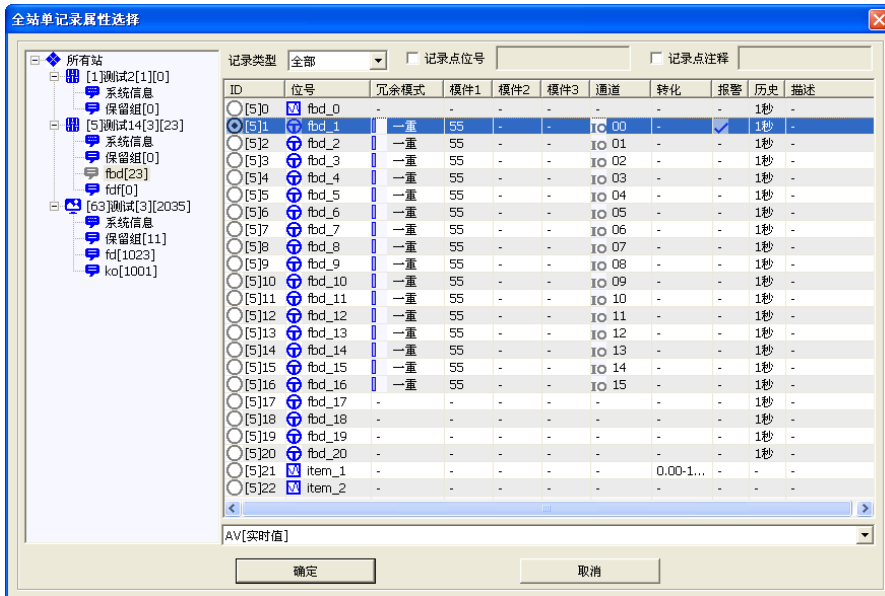 全站单记录属性选择
所有站
[1]测试2[1][0]
系统信息
保留组[0]
[5]测试14[3][23]
系统信息
保留组[0]
fbd[23]
fdf[0]
[63]测试[3][2035]
系统信息
保留组[11]
fd[1023]
ko[1001]
记录类型 全部 记录点位号 记录点注释
ID 位号 冗余模式 模件1 模件2 模件3 通道 转化 报警 历史 描述
[5]0 fbd_0 - - - - - - - 1秒 -
[5]1 fbd_1 一重 55 - - IO 00 - 1秒 -
[5]2 fbd_2 一重 55 - - IO 01 - - 1秒 -
[5]3 fbd_3 一重 55 - - IO 02 - - 1秒 -
[5]4 fbd_4 一重 55 - - IO 03 - - 1秒 -
[5]5 fbd_5 一重 55 - - IO 04 - - 1秒 -
[5]6 fbd_6 一重 55 - - IO 05 - - 1秒 -
[5]7 fbd_7 一重 55 - - IO 06 - - 1秒 -
[5]8 fbd_8 一重 55 - - IO 07 - - 1秒 -
[5]9 fbd_9 一重 55 - - IO 08 - - 1秒 -
[5]10 fbd_10 一重 55 - - IO 09 - - 1秒 -
[5]11 fbd_11 一重 55 - - IO 10 - - 1秒 -
[5]12 fbd_12 一重 55 - - IO 11 - - 1秒 -
[5]13 fbd_13 一重 55 - - IO 12 - - 1秒 -
[5]14 fbd_14 一重 55 - - IO 13 - - 1秒 -
[5]15 fbd_15 一重 55 - - IO 14 - - 1秒 -
[5]16 fbd_16 一重 55 - - IO 15 - - 1秒 -
[5]17 fbd_17 - - - - - - - 1秒 -
[5]18 fbd_18 - - - - - - - 1秒 -
[5]19 fbd_19 - - - - - - - 1秒 -
[5]20 fbd_20 - - - - - - - 1秒 -
[5]21 item_1 - - - - - 0.00-1... - - -
[5]22 item_2 - - - - - - - - -
AV[实时值]
确定 取消